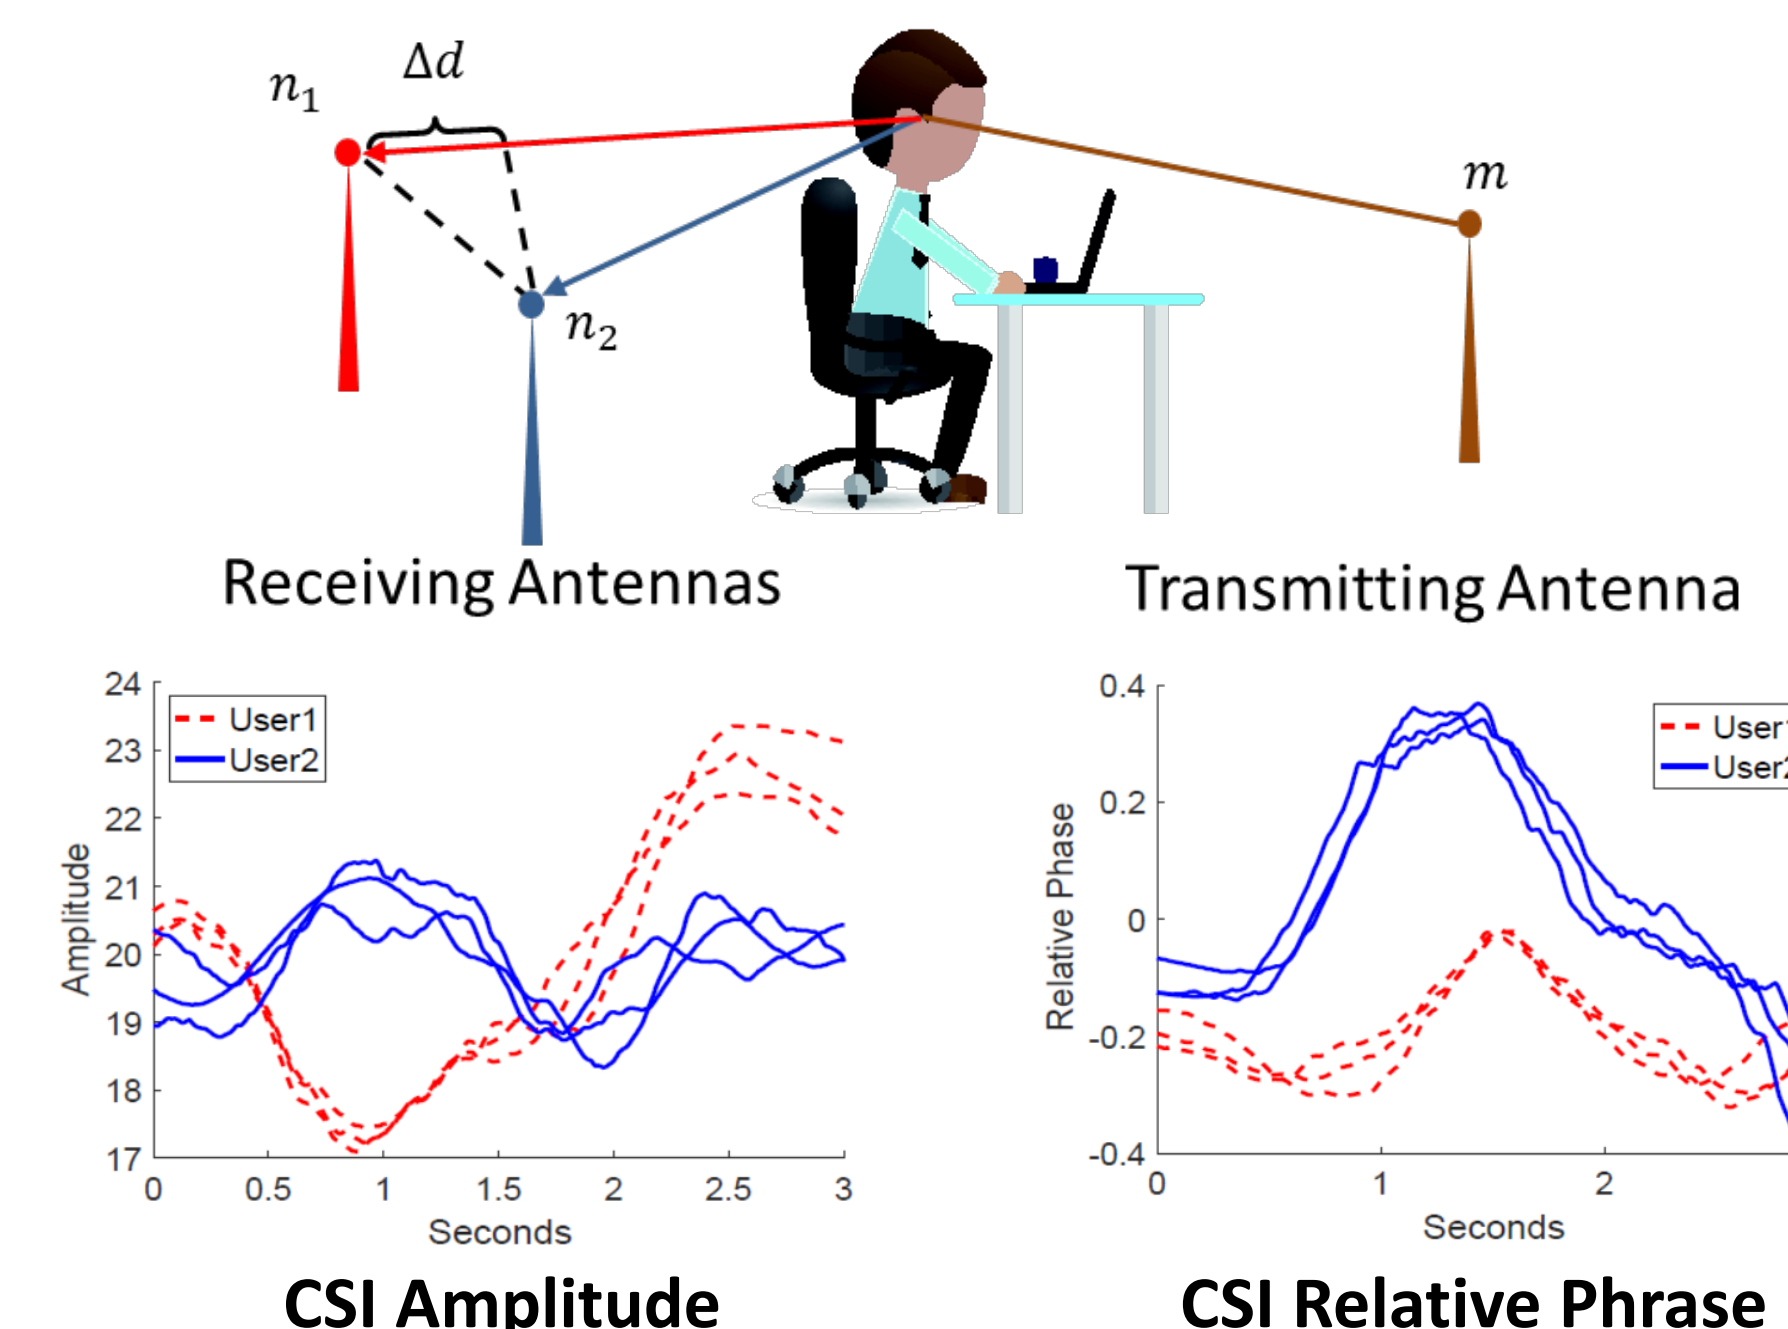 Δd
n₁
m
n₂
Receiving Antennas
Transmitting Antenna
24
23
22
21
20
19
18
17
Amplitude
User1
User2
0 0.5 1 1.5 2 2.5 3
Seconds
CSI Amplitude
0.4
0.2
0
-0.2
-0.4
Relative Phase
User1
User2
0 1 2
Seconds
CSI Relative Phrase